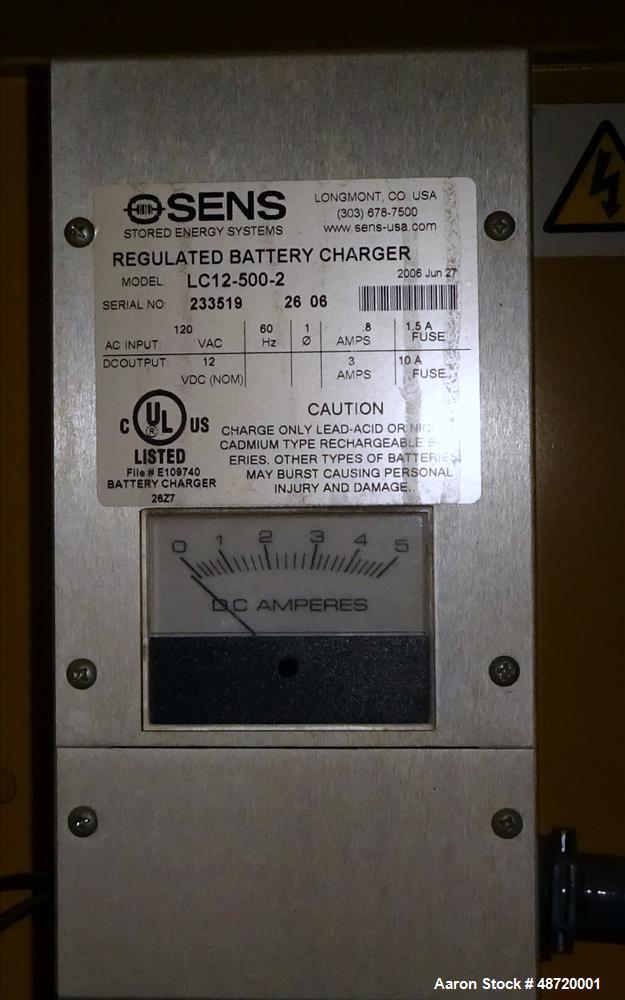 SENS
STORED ENERGY SYSTEMS
LONGMONT, CO USA
(303) 678-7500
www.sens-usa.com
REGULATED BATTERY CHARGER
MODEL: LC12-500-2
2006 Jun 27
SERIAL NO: 233519 26 06
AC INPUT: 120 VAC 60 Hz 1 Ø .8 AMPS 1.5 A FUSE
DC OUTPUT: 12 VDC (NOM) 3 AMPS 10 A FUSE
C UL ® US
LISTED
File # E109740
BATTERY CHARGER
26Z7
CAUTION
CHARGE ONLY LEAD-ACID OR
CADMIUM TYPE RECHARGEABLE
ERIES. OTHER TYPES OF BATTERIES
MAY BURST CAUSING PERSONAL
INJURY AND DAMAGE.
0 1 2 3 4 5
DC AMPERES
Aaron Stock # 48720001